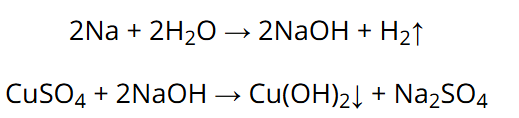 2Na + 2H₂O → 2NaOH + H₂↑
CuSO₄ + 2NaOH → Cu(OH)₂↓ + Na₂SO₄